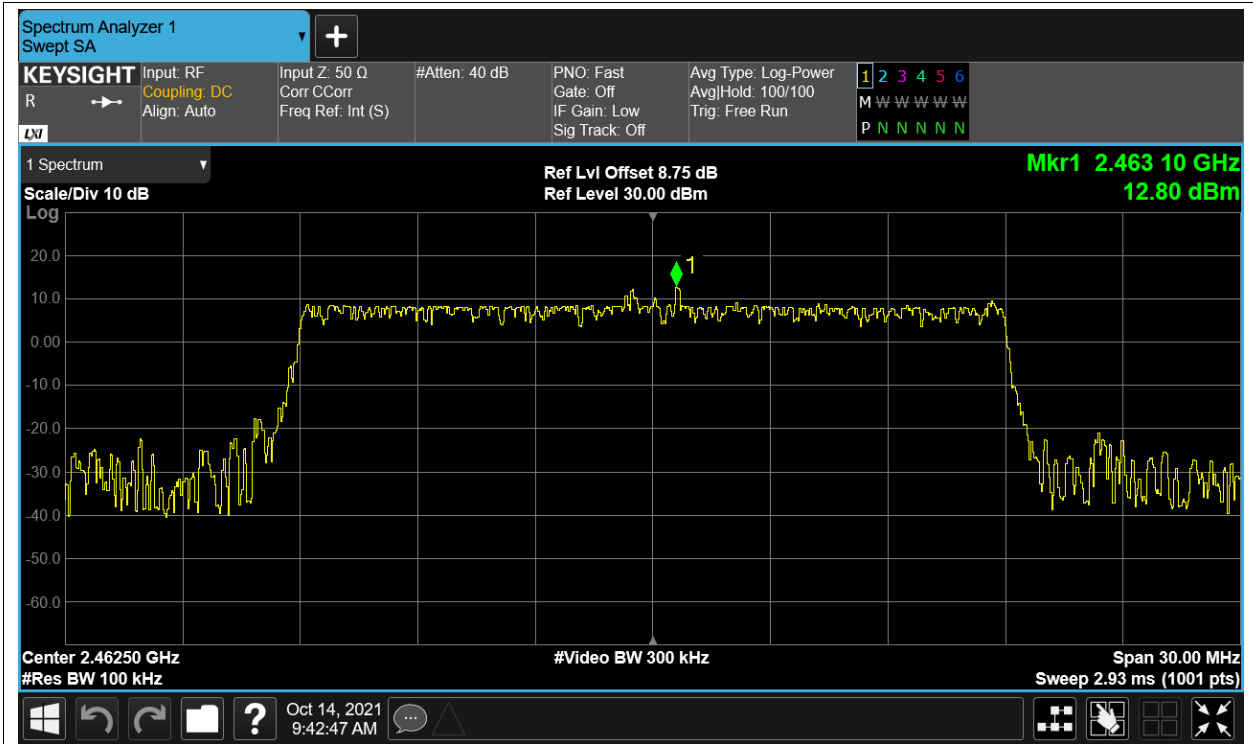 Spectrum Analyzer 1
Swept SA
+
KEYSIGHT
R
LXI
Input: RF
Coupling: DC
Align: Auto
Input Z: 50 Ω
Corr CCorr
Freq Ref: Int (S)
#Atten: 40 dB
PNO: Fast
Gate: Off
IF Gain: Low
Sig Track: Off
Avg Type: Log-Power
Avg|Hold: 100/100
Trig: Free Run
1 2 3 4 5 6
M W W W W W
P N N N N N
1 Spectrum
Scale/Div 10 dB
Log
Ref Lvl Offset 8.75 dB
Ref Level 30.00 dBm
Mkr1 2.463 10 GHz
12.80 dBm
1
20.0
10.0
0.00
-10.0
-20.0
-30.0
-40.0
-50.0
-60.0
Center 2.46250 GHz
#Video BW 300 kHz
Span 30.00 MHz
#Res BW 100 kHz
Sweep 2.93 ms (1001 pts)
?
Oct 14, 2021
9:42:47 AM